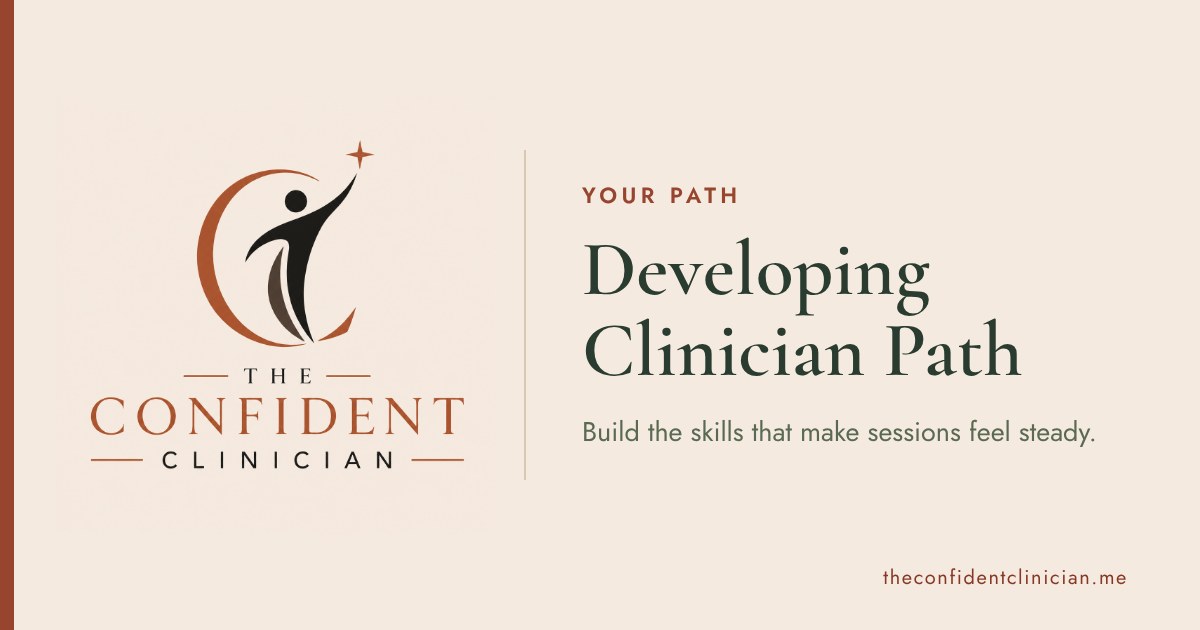 THE
CONFIDENT
CLINICIAN
YOUR PATH
Developing
Clinician Path
Build the skills that make sessions feel steady.
theconfidentclinician.me